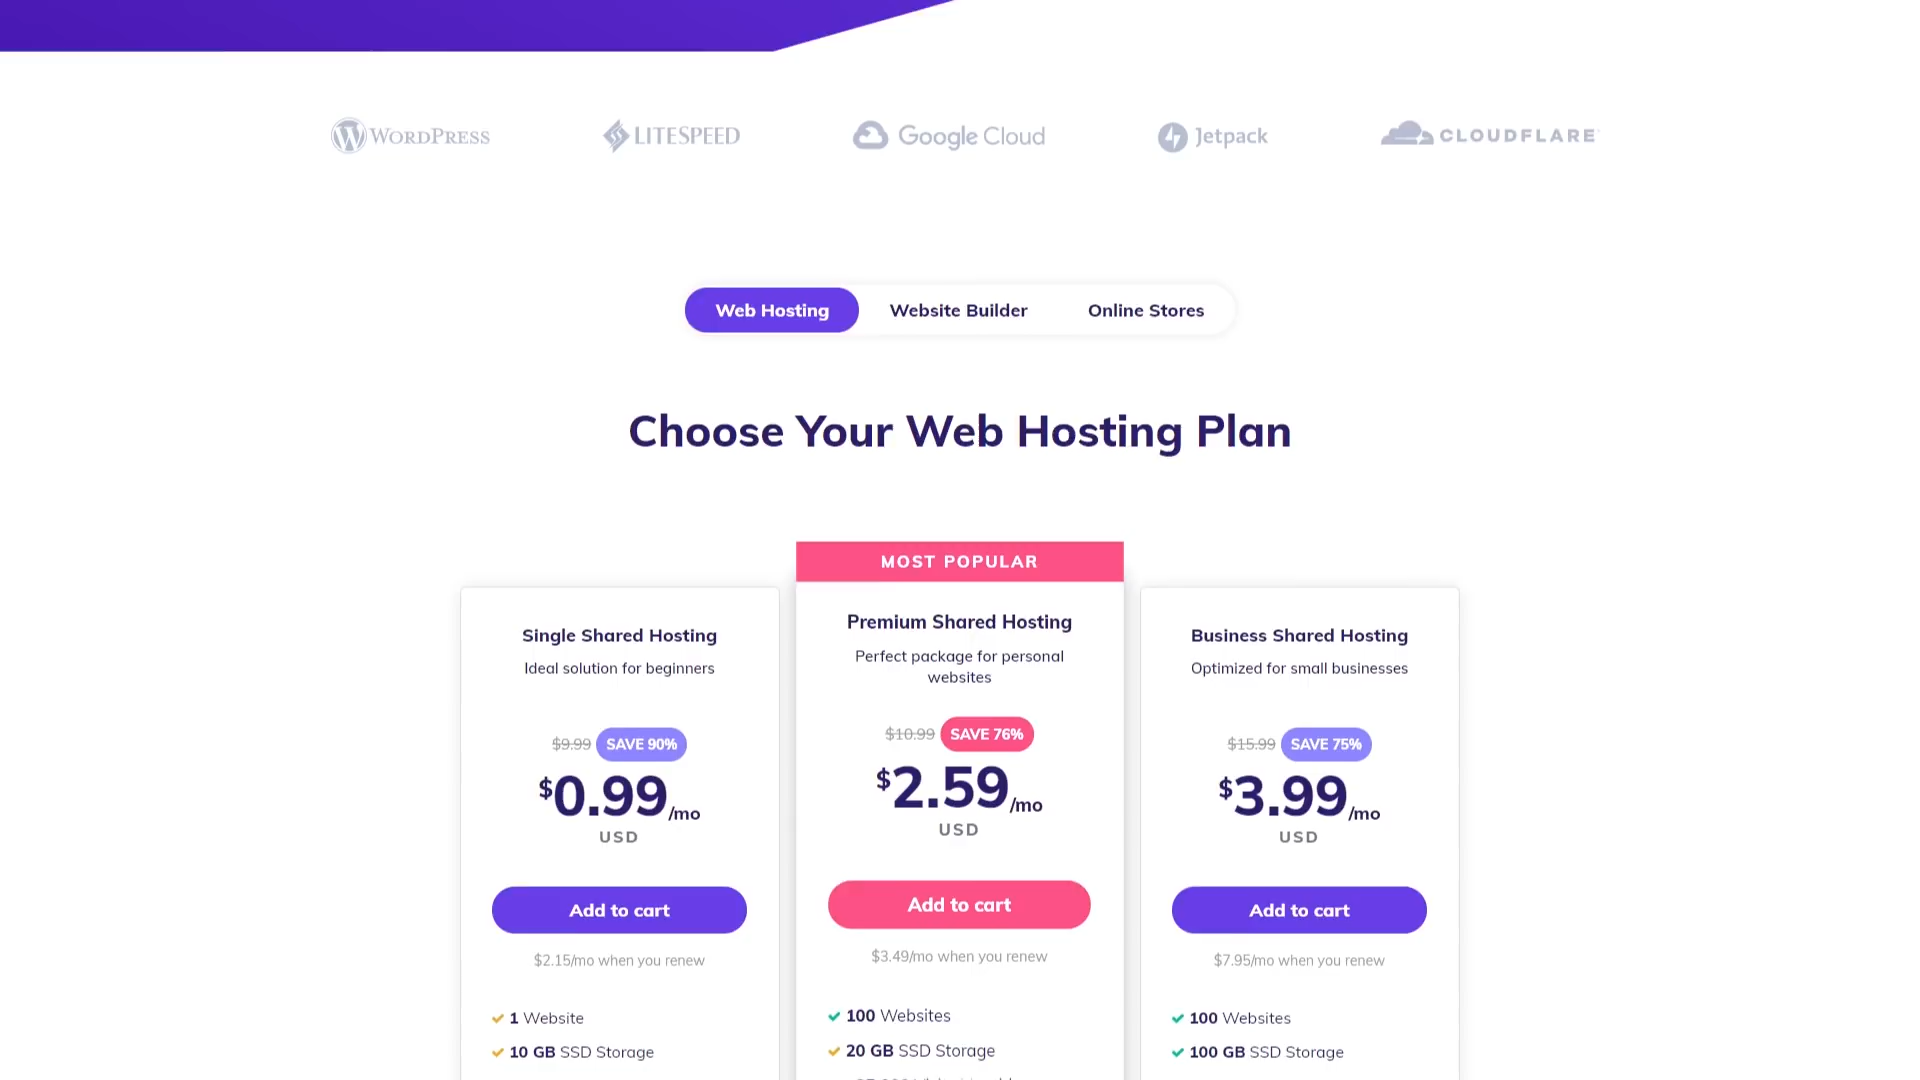 WORDPRESS
LITESPEED
Google Cloud
Jetpack
CLOUDFLARE
Web Hosting
Website Builder
Online Stores
Choose Your Web Hosting Plan
MOST POPULAR
Single Shared Hosting
Ideal solution for beginners
$9.99 SAVE 90%
$0.99/mo
USD
Add to cart
$2.15/mo when you renew
1 Website
10 GB SSD Storage
Premium Shared Hosting
Perfect package for personal
websites
$10.99 SAVE 76%
$2.59/mo
USD
Add to cart
$3.49/mo when you renew
100 Websites
20 GB SSD Storage
Business Shared Hosting
Optimized for small businesses
$15.99 SAVE 75%
$3.99/mo
USD
Add to cart
$7.95/mo when you renew
100 Websites
100 GB SSD Storage